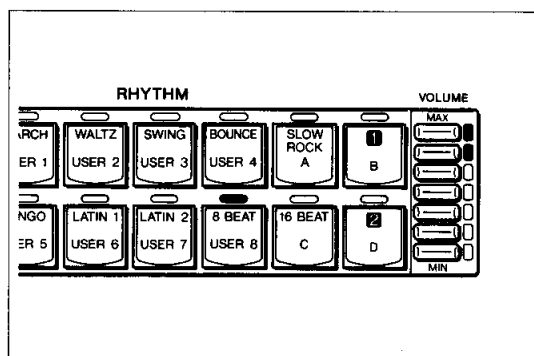 RHYTHM
VOLUME
MAX
ARCH WALTZ SWING BOUNCE SLOW ROCK 1
ER 1 USER 2 USER 3 USER 4 A B
NGO LATIN 1 LATIN 2 8 BEAT 16 BEAT 2
ER 5 USER 6 USER 7 USER 8 C D
MIN